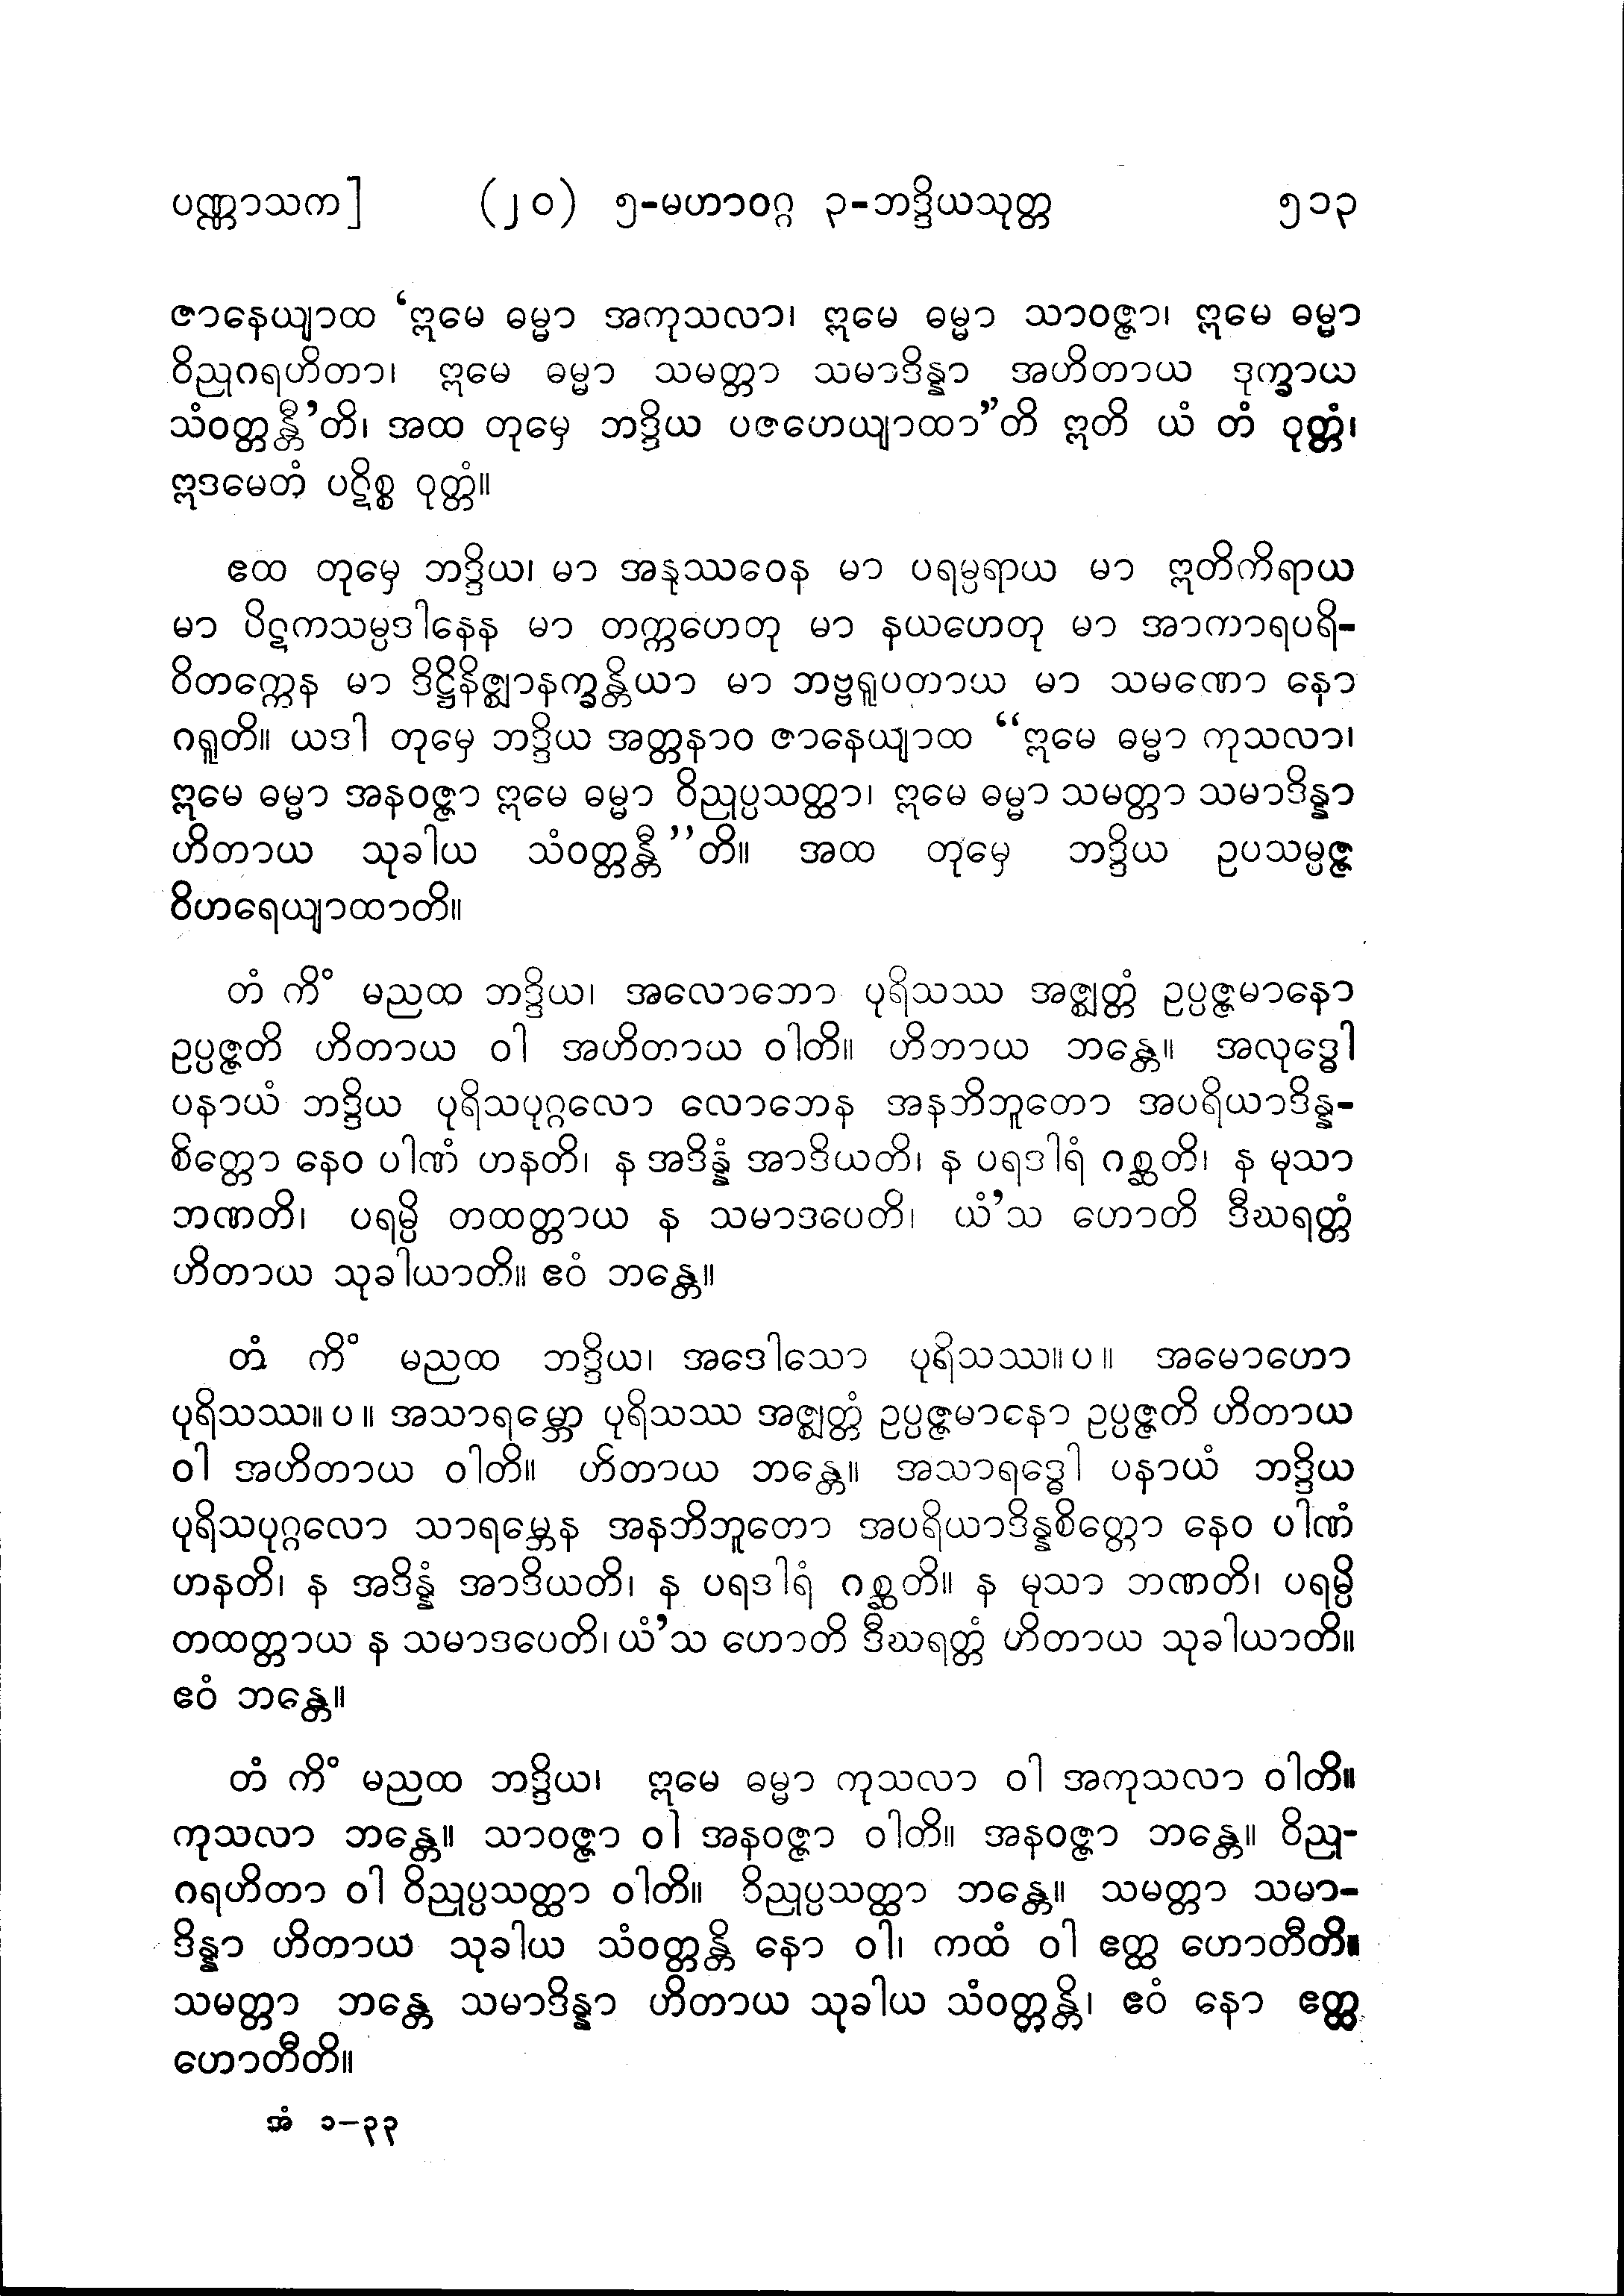 ပဏ္ဏာသက] (၂၀) ၅-မဟာဝဂ္ဂ ၃-ဘဒ္ဒိယသုတ္တ ၅၁၃
ဇာနေယျာထ ‘ဣမေ ဓမ္မာ အကုသလာ၊ ဣမေ ဓမ္မာ သာဝဇ္ဇာ၊ ဣမေ ဓမ္မာ
ဝိညုဂရဟိတာ၊ ဣမေ ဓမ္မာ သမတ္တာ သမာဒိန္နာ အဟိတာယ ဒုက္ခာယ
သံဝတ္တန္တီ’တိ၊ အထ တုမှေ ဘဒ္ဒိယ ပဇဟေယျာထာ”တိ ဣတိ ယံ တံ ဝုတ္တံ၊
ဣဒမေတံ ပဋိစ္စ ဝုတ္တံ။
ဧထ တုမှေ ဘဒ္ဒိယ၊ မာ အနုဿဝေန မာ ပရမ္ပရာယ မာ ဣတိကိရာယ
မာ ပိဋကသမ္ပဒါနေန မာ တက္ကဟေတု မာ နယဟေတု မာ အာကာရပရိ-
ဝိတက္ကေန မာ ဒိဋ္ဌိနိဇ္ဈာနက္ခန္တိယာ မာ ဘဗ္ဗရူပတာယ မာ သမဏော နော
ဂရူတိ။ ယဒါ တုမှေ ဘဒ္ဒိယ အတ္တနာဝ ဇာနေယျာထ “ဣမေ ဓမ္မာ ကုသလာ၊
ဣမေ ဓမ္မာ အနဝဇ္ဇာ ဣမေ ဓမ္မာ ဝိညုပ္ပသတ္ထာ၊ ဣမေ ဓမ္မာ သမတ္တာ သမာဒိန္နာ
ဟိတာယ သုခါယ သံဝတ္တန္တီ”တိ။ အထ တုမှေ ဘဒ္ဒိယ ဥပသမ္ပဇ္ဇ
ဝိဟရေယျာထာတိ။
တံ ကိံ မညထ ဘဒ္ဒိယ၊ အလောဘော ပုရိသဿ အဇ္ဈတ္တံ ဥပ္ပဇ္ဇမာနော
ဥပ္ပဇ္ဇတိ ဟိတာယ ဝါ အဟိတာယ ဝါတိ။ ဟိတာယ ဘန္တေ။ အလုဒ္ဓေါ
ပနာယံ ဘဒ္ဒိယ ပုရိသပုဂ္ဂလော လောဘေန အနဘိဘူတော အပရိယာဒိန္န-
စိတ္တော နေဝ ပါဏံ ဟနတိ၊ န အဒိန္နံ အာဒိယတိ၊ န ပရဒါရံ ဂစ္ဆတိ၊ န မုသာ
ဘဏတိ၊ ပရမ္ပိ တထတ္တာယ န သမာဒပေတိ၊ ယံ’သ ဟောတိ ဒီဃရတ္တံ
ဟိတာယ သုခါယာတိ။ ဧဝံ ဘန္တေ။
တံ ကိံ မညထ ဘဒ္ဒိယ၊ အဒေါသော ပုရိသဿ။ပ။ အမောဟော
ပုရိသဿ။ပ။ အသာရမ္ဘော ပုရိသဿ အဇ္ဈတ္တံ ဥပ္ပဇ္ဇမာနော ဥပ္ပဇ္ဇတိ ဟိတာယ
ဝါ အဟိတာယ ဝါတိ။ ဟိတာယ ဘန္တေ။ အသာရဒ္ဓေါ ပနာယံ ဘဒ္ဒိယ
ပုရိသပုဂ္ဂလော သာရမ္ဘေန အနဘိဘူတော အပရိယာဒိန္နစိတ္တော နေဝ ပါဏံ
ဟနတိ၊ န အဒိန္နံ အာဒိယတိ၊ န ပရဒါရံ ဂစ္ဆတိ။ န မုသာ ဘဏတိ၊ ပရမ္ပိ
တထတ္တာယ န သမာဒပေတိ၊ ယံ’သ ဟောတိ ဒီဃရတ္တံ ဟိတာယ သုခါယာတိ။
ဧဝံ ဘန္တေ။
တံ ကိံ မညထ ဘဒ္ဒိယ၊ ဣမေ ဓမ္မာ ကုသလာ ဝါ အကုသလာ ဝါတိ။
ကုသလာ ဘန္တေ။ သာဝဇ္ဇာ ဝါ အနဝဇ္ဇာ ဝါတိ။ အနဝဇ္ဇာ ဘန္တေ။ ဝိညု-
ဂရဟိတာ ဝါ ဝိညုပ္ပသတ္ထာ ဝါတိ။ ဝိညုပ္ပသတ္ထာ ဘန္တေ။ သမတ္တာ သမာ-
ဒိန္နာ ဟိတာယ သုခါယ သံဝတ္တန္တိ နော ဝါ၊ ကထံ ဝါ ဧတ္ထ ဟောတီတိ။
သမတ္တာ ဘန္တေ သမာဒိန္နာ ဟိတာယ သုခါယ သံဝတ္တန္တိ၊ ဧဝံ နော ဧတ္ထ
ဟောတီတိ။
အံ ၁–၃၃